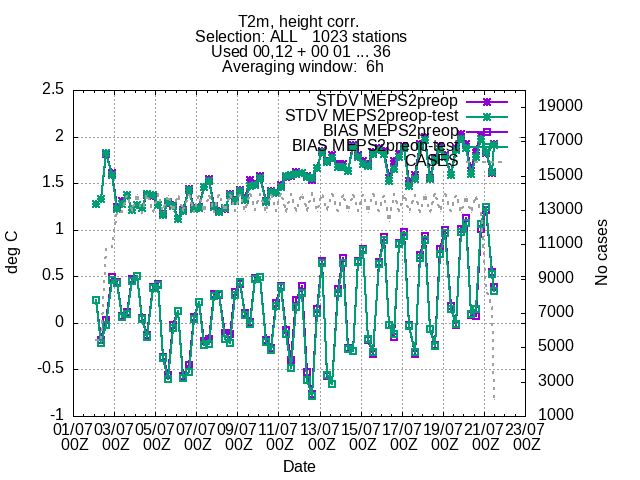 T2m, height corr.
Selection: ALL 1023 stations
Used 00,12 + 00 01 ... 36
Averaging window: 6h
STDV MEPS2preop
STDV MEPS2preop-test
BIAS MEPS2preop
BIAS MEPS2preop-test
CASES
deg C
2.5
2
1.5
1
0.5
0
-0.5
-1
No cases
19000
17000
15000
13000
11000
9000
7000
5000
3000
1000
01/07 03/07 05/07 07/07 09/07 11/07 13/07 15/07 17/07 19/07 21/07 23/07
00Z 00Z 00Z 00Z 00Z 00Z 00Z 00Z 00Z 00Z 00Z 00Z
Date